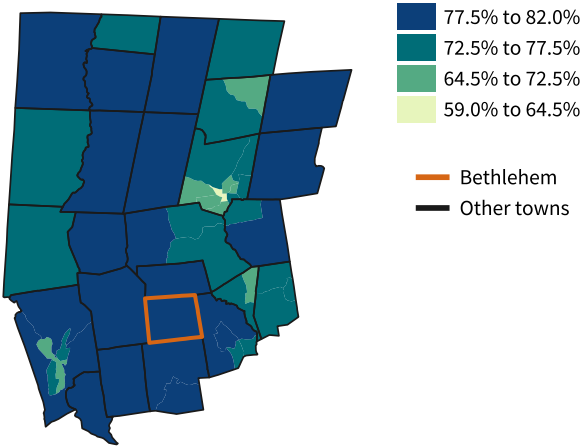 77.5% to 82.0%
72.5% to 77.5%
64.5% to 72.5%
59.0% to 64.5%
Bethlehem
Other towns